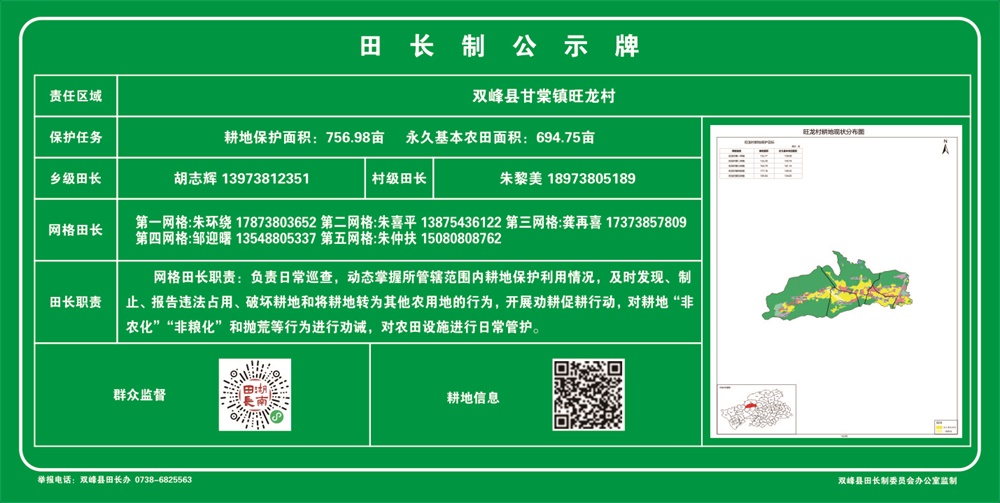 田长制公示牌
责任区域
双峰县甘棠镇旺龙村
保护任务
耕地保护面积：756.98亩 永久基本农田面积：694.75亩
乡级田长
胡志辉 13973812351
村级田长
朱黎美 18973805189
网格田长
第一网格:朱环绕 17873803652 第二网格:朱喜平 13875436122 第三网格:龚再喜 17373857809
第四网格:邹迎曙 13548805337 第五网格:朱仲扶 15080808762
田长职责
网格田长职责：负责日常巡查，动态掌握所管辖范围内耕地保护利用情况，及时发现、制
止、报告违法占用、破坏耕地和将耕地转为其他农用地的行为，开展劝耕促耕行动，对耕地“非
农化”“非粮化”和抛荒等行为进行劝诫，对农田设施进行日常管护。
旺龙村耕地现状分布图
N
群众监督
湖南田长
耕地信息
举报电话：双峰县田长办 0738-6825563
双峰县田长制委员会办公室监制